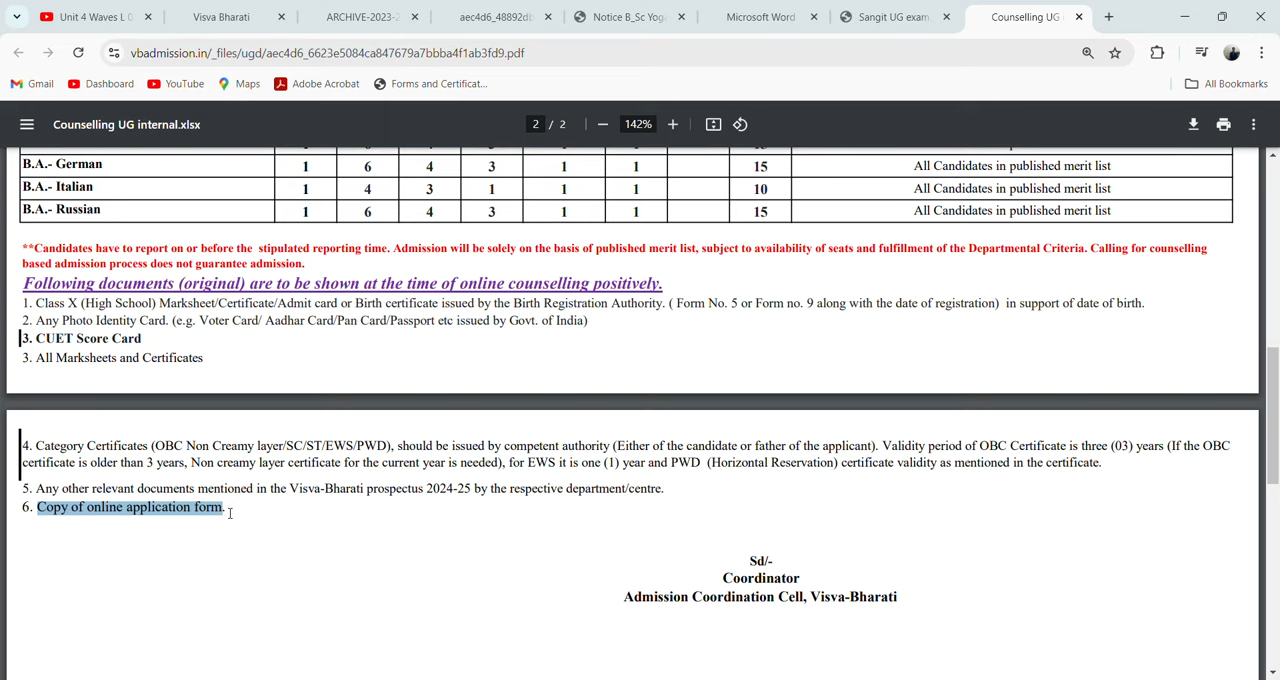 Unit 4 Waves L 0
Visva Bharati
ARCHIVE-2023-2
aec4d6_48892db
Notice B_Sc Yog
Microsoft Word
Sangit UG exam
Counselling UG i
vbadmission.in/_files/ugd/aec4d6_6623e5084ca847679a7bbba4f1ab3fd9.pdf
Gmail
Dashboard
YouTube
Maps
Adobe Acrobat
Forms and Certificat...
All Bookmarks
Counselling UG internal.xlsx
2 / 2
142%
B.A.- German 1 6 4 3 1 1 15 All Candidates in published merit list
B.A.- Italian 1 4 3 1 1 1 10 All Candidates in published merit list
B.A.- Russian 1 6 4 3 1 1 15 All Candidates in published merit list
**Candidates have to report on or before the stipulated reporting time. Admission will be solely on the basis of published merit list, subject to availability of seats and fulfillment of the Departmental Criteria. Calling for counselling
based admission process does not guarantee admission.
Following documents (original) are to be shown at the time of online counselling positively.
1. Class X (High School) Marksheet/Certificate/Admit card or Birth certificate issued by the Birth Registration Authority. ( Form No. 5 or Form no. 9 along with the date of registration) in support of date of birth.
2. Any Photo Identity Card. (e.g. Voter Card/ Aadhar Card/Pan Card/Passport etc issued by Govt. of India)
3. CUET Score Card
3. All Marksheets and Certificates
4. Category Certificates (OBC Non Creamy layer/SC/ST/EWS/PWD), should be issued by competent authority (Either of the candidate or father of the applicant). Validity period of OBC Certificate is three (03) years (If the OBC
certificate is older than 3 years, Non creamy layer certificate for the current year is needed), for EWS it is one (1) year and PWD (Horizontal Reservation) certificate validity as mentioned in the certificate.
5. Any other relevant documents mentioned in the Visva-Bharati prospectus 2024-25 by the respective department/centre.
6. Copy of online application form.
Sd/-
Coordinator
Admission Coordination Cell, Visva-Bharati